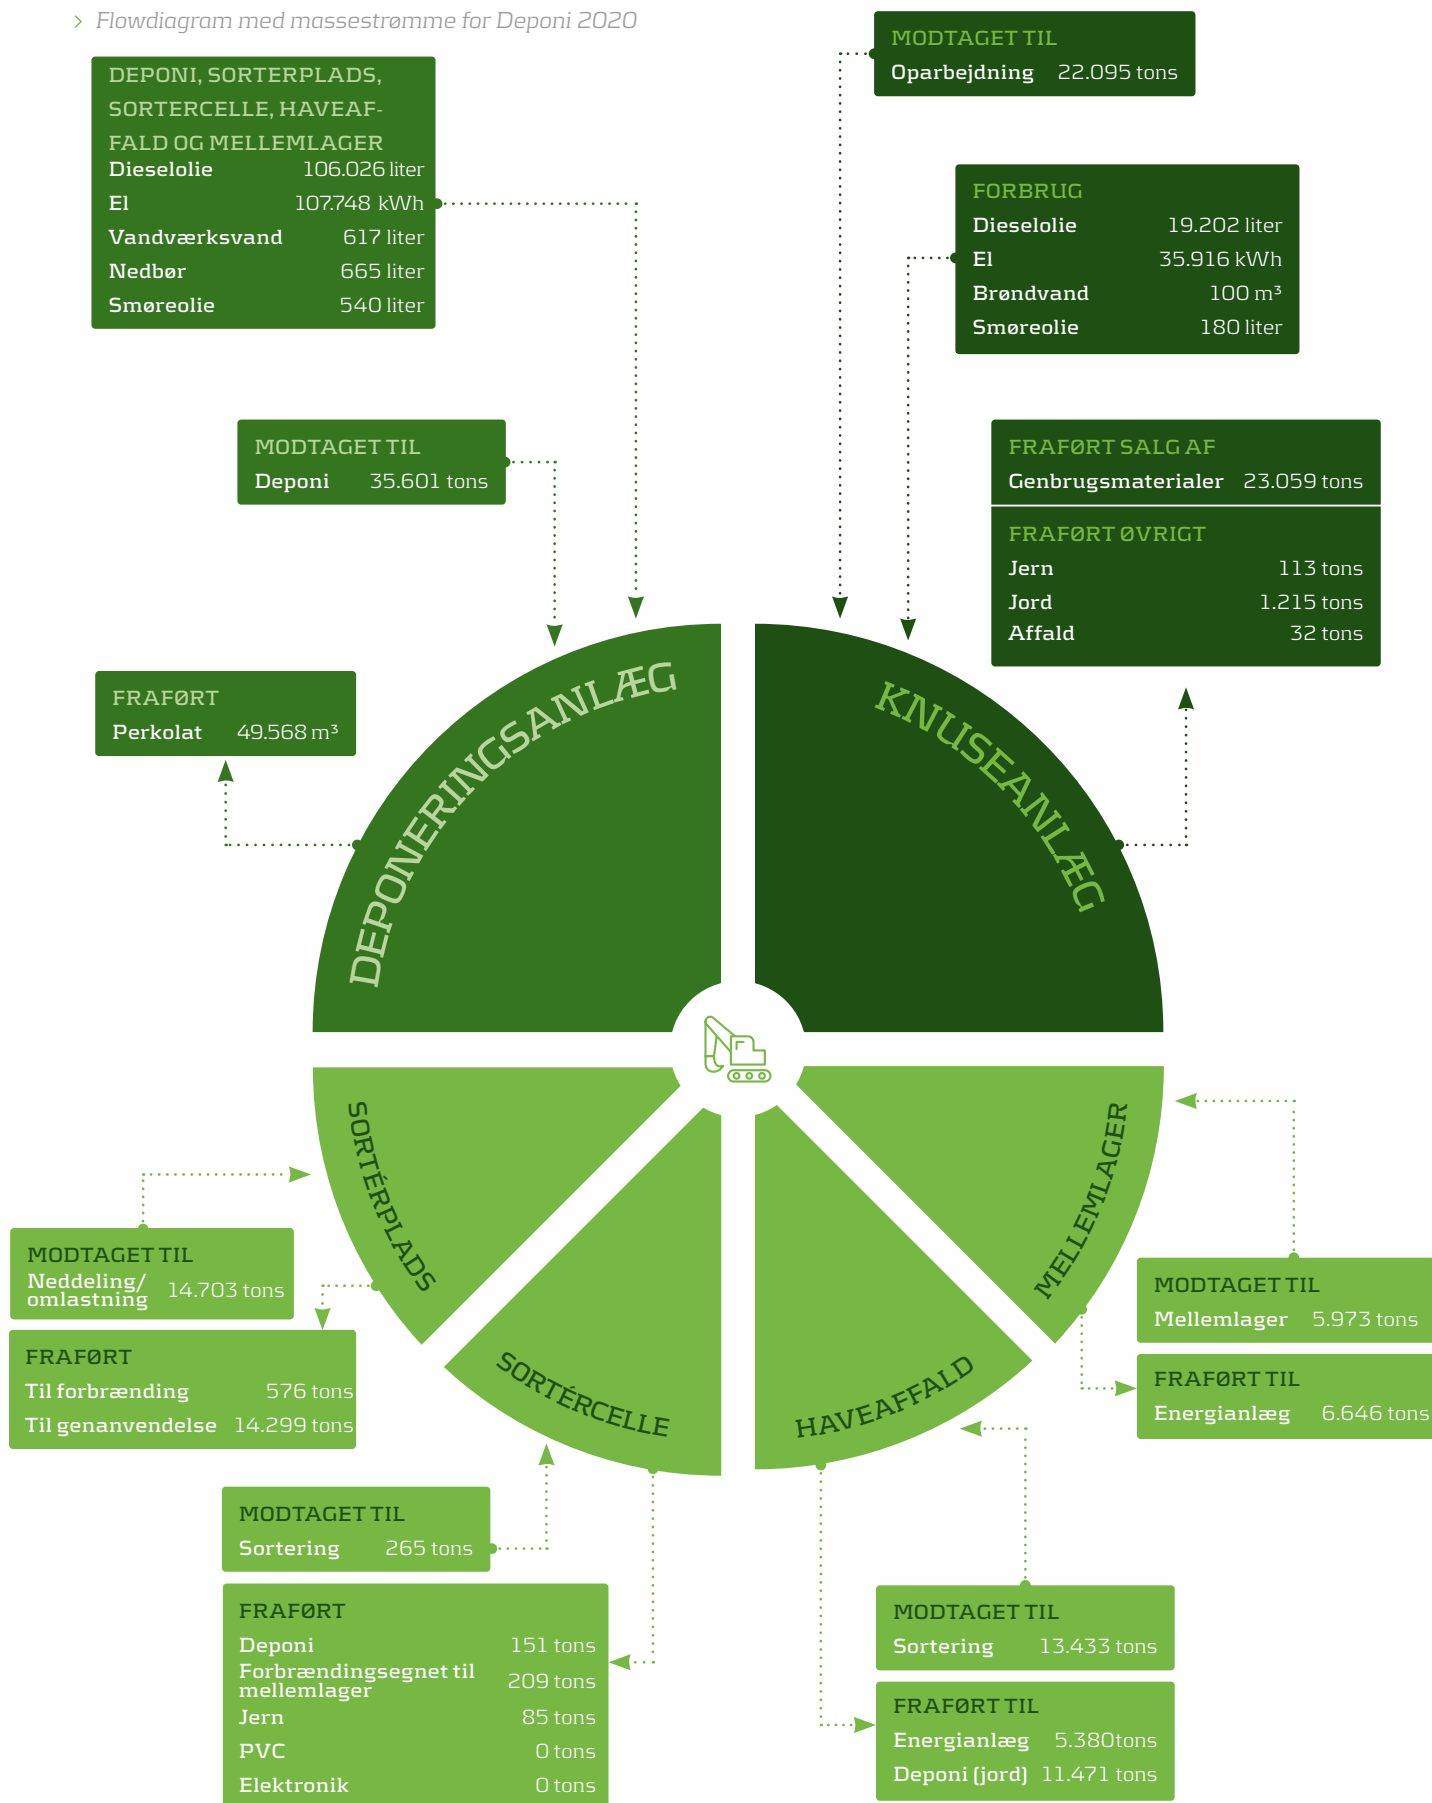 > Flowdiagram med massestrømme for Deponi 2020
DEPONI, SORTERPLADS,
SORTERCELLE, HAVEAF-
FALD OG MELLEMLAGER
Dieselolie 106.026 liter
El 107.748 kWh
Vandværksvand 617 liter
Nedbør 665 liter
Smøreolie 540 liter
MODTAGET TIL
Oparbejdning 22.095 tons
FORBRUG
Dieselolie 19.202 liter
El 35.916 kWh
Brøndvand 100 m³
Smøreolie 180 liter
MODTAGET TIL
Deponi 35.601 tons
FRAFØRT SALG AF
Genbrugsmaterialer 23.059 tons
FRAFØRT ØVRIGT
Jern 113 tons
Jord 1.215 tons
Affald 32 tons
FRAFØRT
Perkolat 49.568 m³
DEPONERINGSANLÆG
KNUSEANLÆG
SORTÉRPLADS
SORTÉRCELLE
HAVEAFFALD
MELLEMLAGER
MODTAGET TIL
Neddeling/
omlastning 14.703 tons
FRAFØRT
Til forbrænding 576 tons
Til genanvendelse 14.299 tons
MODTAGET TIL
Mellemlager 5.973 tons
FRAFØRT TIL
Energianlæg 6.646 tons
MODTAGET TIL
Sortering 265 tons
FRAFØRT
Deponi 151 tons
Forbrændingsegnet til
mellemlager 209 tons
Jern 85 tons
PVC 0 tons
Elektronik 0 tons
MODTAGET TIL
Sortering 13.433 tons
FRAFØRT TIL
Energianlæg 5.380tons
Deponi (jord) 11.471 tons